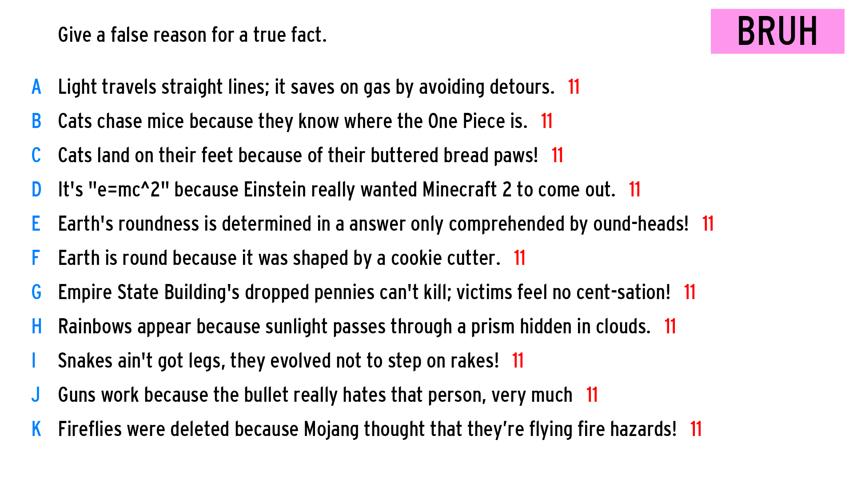 Give a false reason for a true fact.
BRUH
A Light travels straight lines; it saves on gas by avoiding detours. 11
B Cats chase mice because they know where the One Piece is. 11
C Cats land on their feet because of their buttered bread paws! 11
D It's "e=mc^2" because Einstein really wanted Minecraft 2 to come out. 11
E Earth's roundness is determined in a answer only comprehended by ound-heads! 11
F Earth is round because it was shaped by a cookie cutter. 11
G Empire State Building's dropped pennies can't kill; victims feel no cent-sation! 11
H Rainbows appear because sunlight passes through a prism hidden in clouds. 11
I Snakes ain't got legs, they evolved not to step on rakes! 11
J Guns work because the bullet really hates that person, very much 11
K Fireflies were deleted because Mojang thought that they’re flying fire hazards! 11